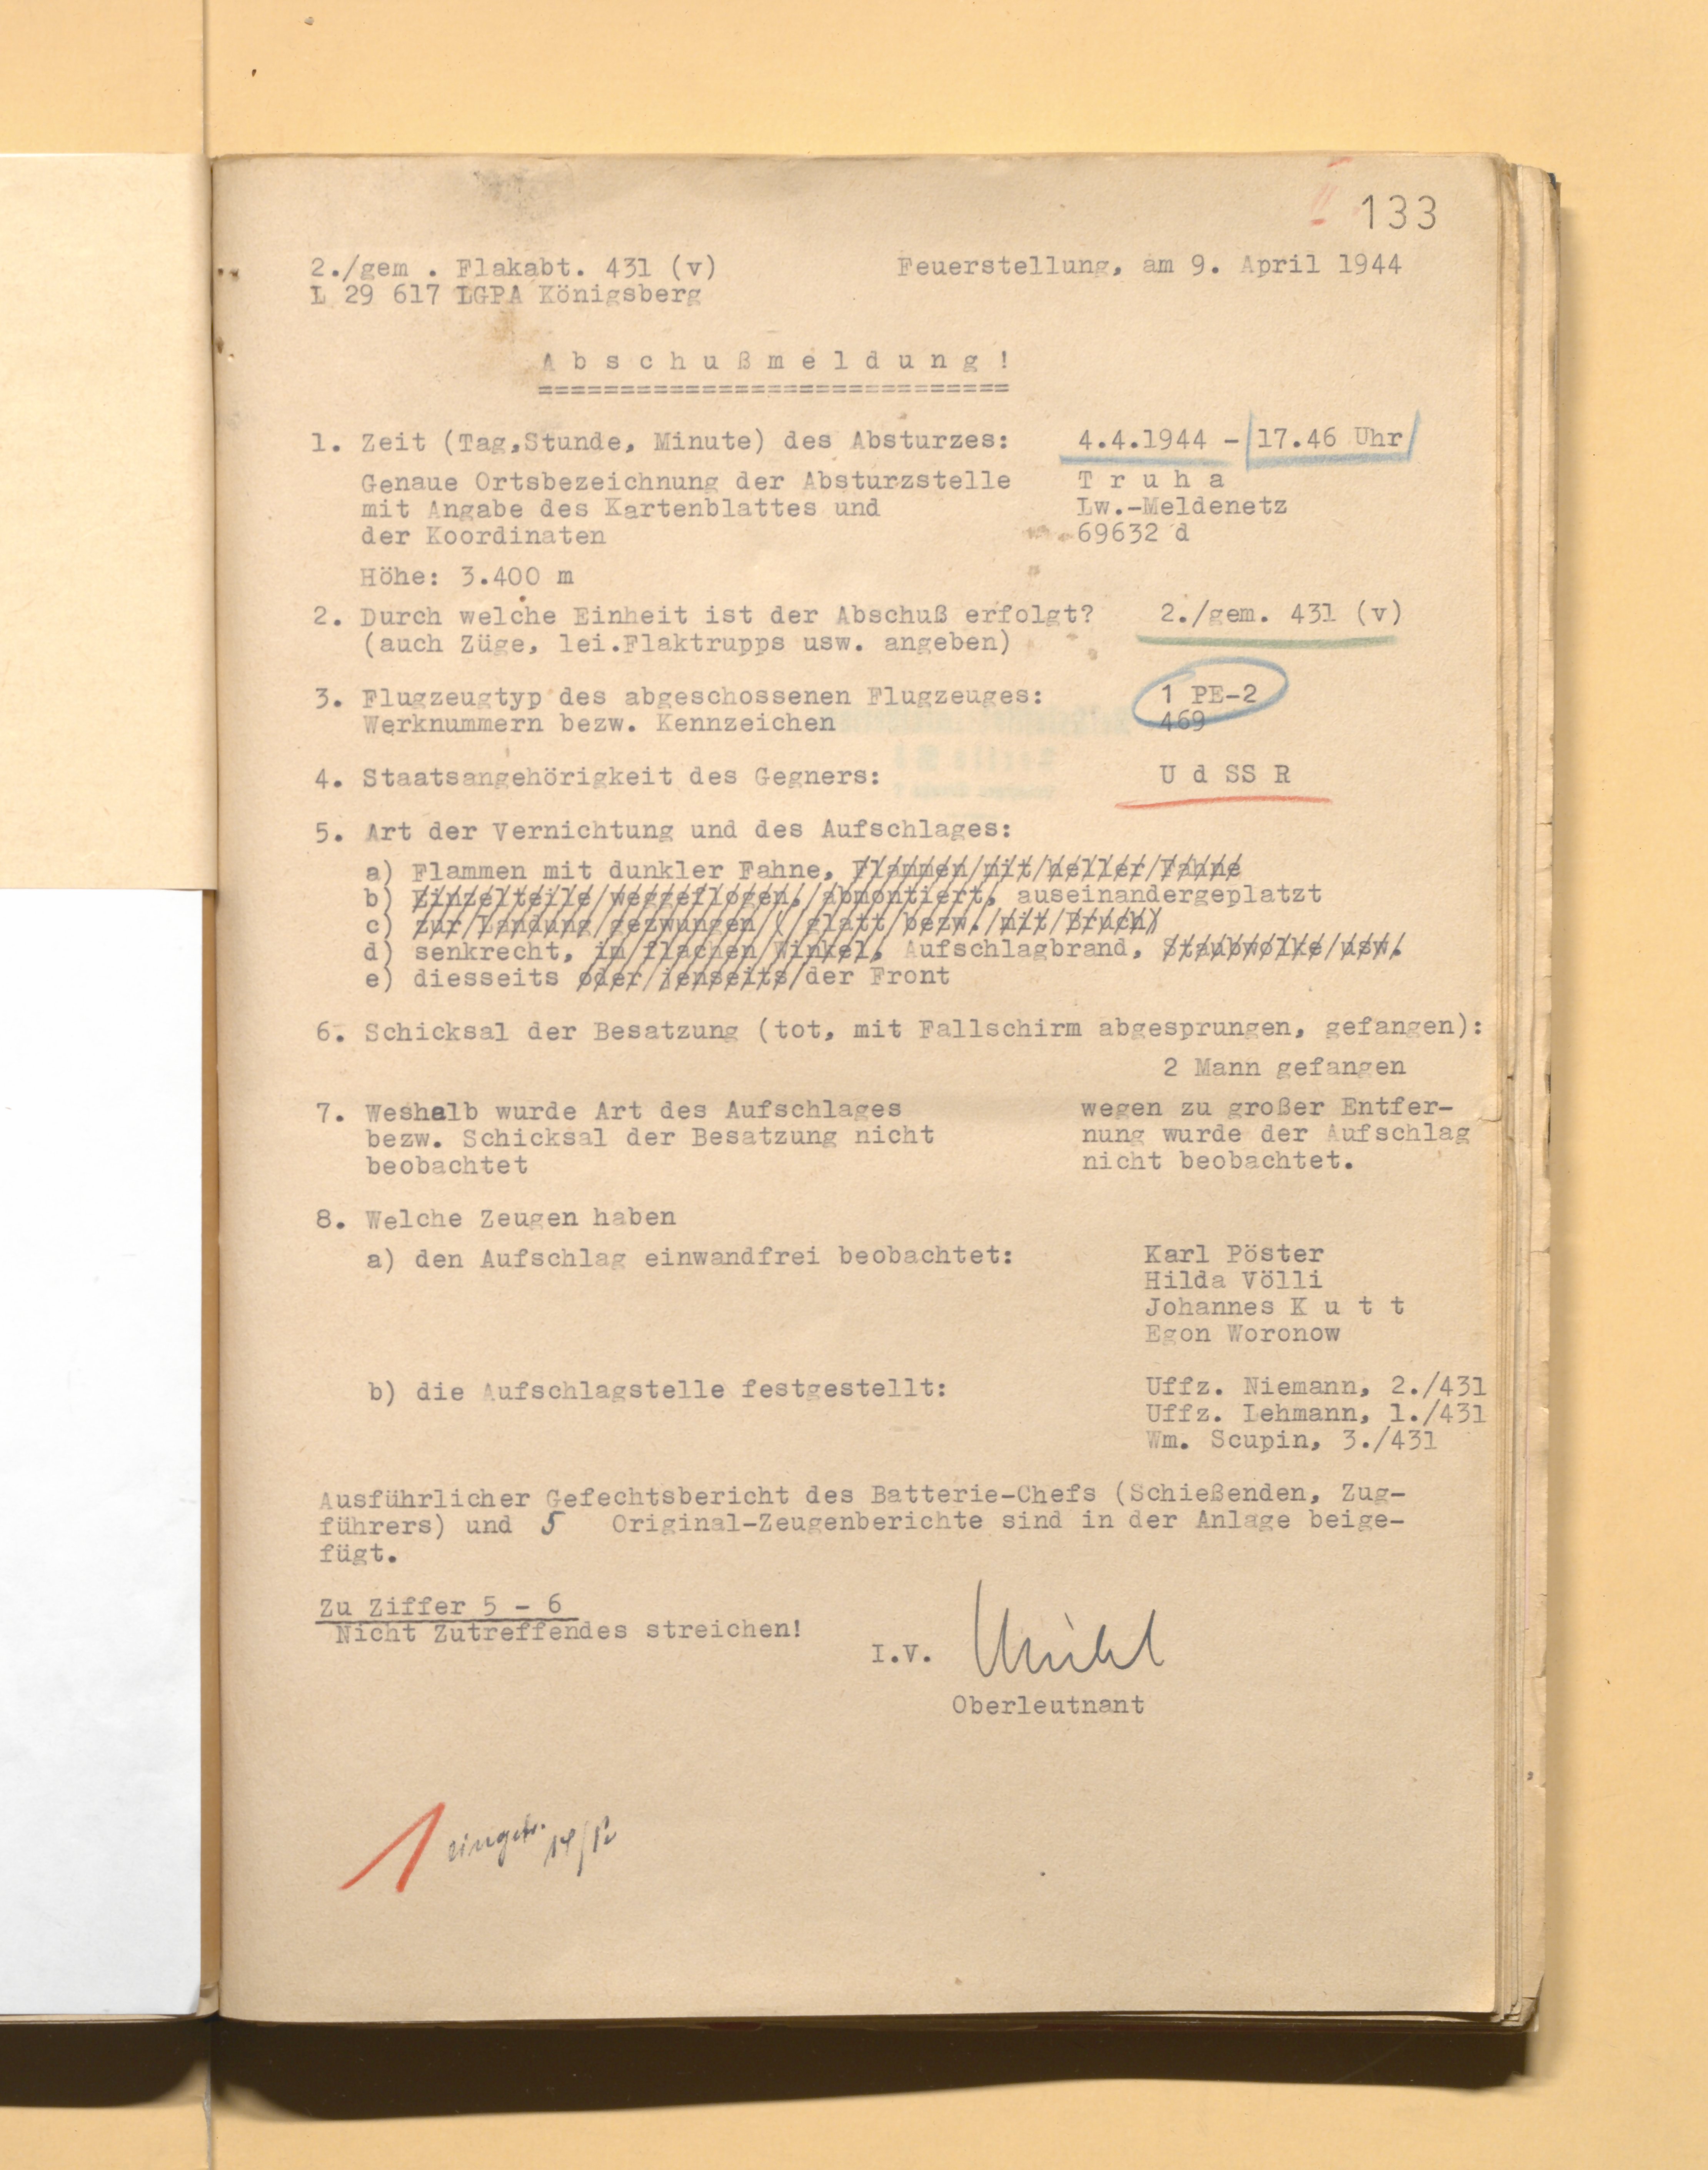 133
2./gem . Flakabt. 431 (v) Feuerstellung, am 9. April 1944
L 29 617 LGPA Königsberg
A b s c h u ß m e l d u n g !
=============================
1. Zeit (Tag,Stunde, Minute) des Absturzes: 4.4.1944 - 17.46 Uhr
Genaue Ortsbezeichnung der Absturzstelle T r u h a
mit Angabe des Kartenblattes und Lw.-Meldenetz
der Koordinaten 69632 d
Höhe: 3.400 m
2. Durch welche Einheit ist der Abschuß erfolgt? 2./gem. 431 (v)
(auch Züge, lei.Flaktrupps usw. angeben)
3. Flugzeugtyp des abgeschossenen Flugzeuges: 1 PE-2
Werknummern bezw. Kennzeichen 469
4. Staatsangehörigkeit des Gegners: U d SS R
5. Art der Vernichtung und des Aufschlages:
a) Flammen mit dunkler Fahne, Flammen/mit/heller/Fahne
b) Einzelteile/weggeflogen,/abmontiert, auseinandergeplatzt
c) zur/Landung/gezwungen/(/glatt/bezw./mit/Bruch)
d) senkrecht, im/flachen/Winkel, Aufschlagbrand, Staubwolke/usw.
e) diesseits oder/jenseits/der Front
6. Schicksal der Besatzung (tot, mit Fallschirm abgesprungen, gefangen):
2 Mann gefangen
7. Weshalb wurde Art des Aufschlages wegen zu großer Entfer-
bezw. Schicksal der Besatzung nicht nung wurde der Aufschlag
beobachtet nicht beobachtet.
8. Welche Zeugen haben
a) den Aufschlag einwandfrei beobachtet: Karl Pöster
Hilda Völli
Johannes K u t t
Egon Woronow
b) die Aufschlagstelle festgestellt: Uffz. Niemann, 2./431
Uffz. Lehmann, 1./431
Wm. Scupin, 3./431
Ausführlicher Gefechtsbericht des Batterie-Chefs (Schießenden, Zug-
führers) und 5 Original-Zeugenberichte sind in der Anlage beige-
fügt.
Zu Ziffer 5 - 6
Nicht Zutreffendes streichen!
I.V.
Oberleutnant
1 eingetr.